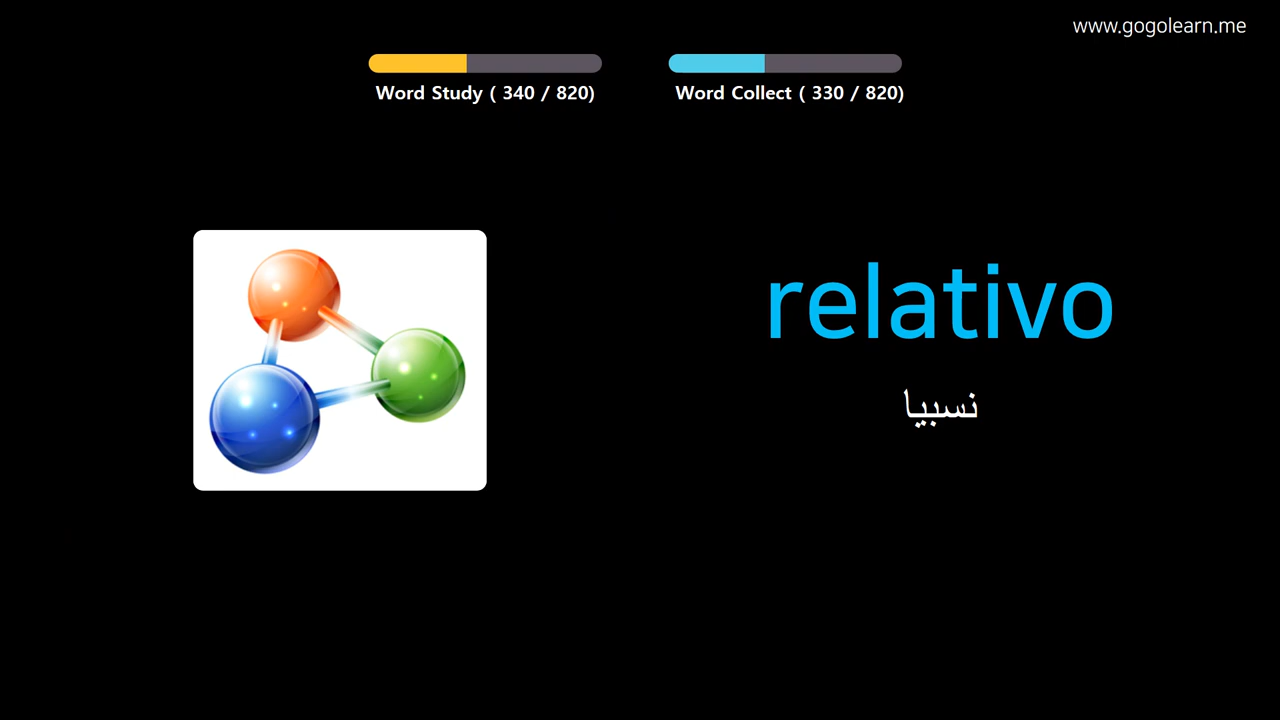 www.gogolearn.me
Word Study ( 340 / 820)
Word Collect ( 330 / 820)
relativo
نسبيا